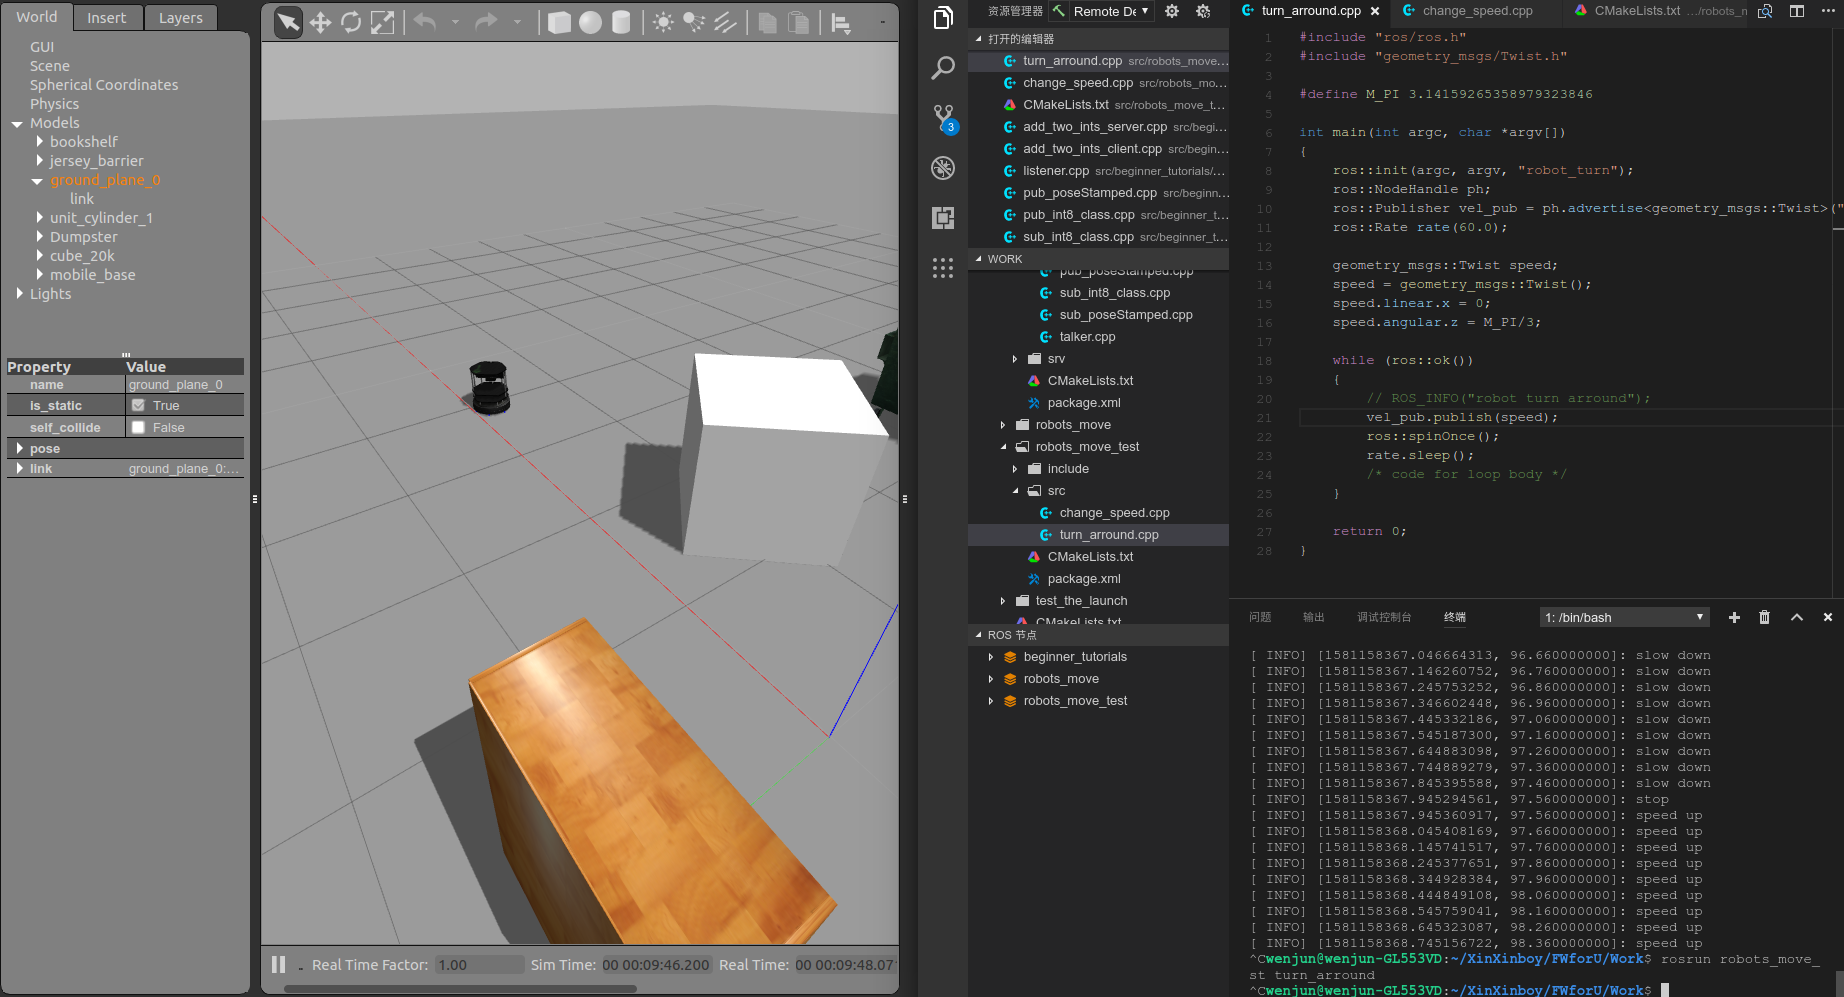 World Insert Layers
GUI
Scene
Spherical Coordinates
Physics
Models
bookshelf
jersey_barrier
ground_plane_0
link
unit_cylinder_1
Dumpster
cube_20k
mobile_base
Lights
Property Value
name ground_plane_0
is_static True
self_collide False
pose
link ground_plane_0:...
Real Time Factor: 1.00 Sim Time: 00 00:09:46.200 Real Time: 00 00:09:48.07
资源管理器 Remote De
打开的编辑器
turn_arround.cpp src/robots_move...
change_speed.cpp src/robots_mo...
CMakeLists.txt src/robots_move_t...
add_two_ints_server.cpp src/begi...
add_two_ints_client.cpp src/begin...
listener.cpp src/beginner_tutorials/...
pub_poseStamped.cpp src/beginn...
pub_int8_class.cpp src/beginner_t...
sub_int8_class.cpp src/beginner_t...
3
WORK
pub_poseStamped.cpp
sub_int8_class.cpp
sub_poseStamped.cpp
talker.cpp
srv
CMakeLists.txt
package.xml
robots_move
robots_move_test
include
src
change_speed.cpp
turn_arround.cpp
CMakeLists.txt
package.xml
test_the_launch
CMakeLists.txt
ROS 节点
beginner_tutorials
robots_move
robots_move_test
turn_arround.cpp change_speed.cpp CMakeLists.txt .../robots_n
1 #include "ros/ros.h"
2 #include "geometry_msgs/Twist.h"
3
4 #define M_PI 3.14159265358979323846
5
6 int main(int argc, char *argv[])
7 {
8 ros::init(argc, argv, "robot_turn");
9 ros::NodeHandle ph;
10 ros::Publisher vel_pub = ph.advertise<geometry_msgs::Twist>("
11 ros::Rate rate(60.0);
12
13 geometry_msgs::Twist speed;
14 speed = geometry_msgs::Twist();
15 speed.linear.x = 0;
16 speed.angular.z = M_PI/3;
17
18 while (ros::ok())
19 {
20 // ROS_INFO("robot turn arround");
21 vel_pub.publish(speed);
22 ros::spinOnce();
23 rate.sleep();
24 /* code for loop body */
25 }
26
27 return 0;
28 }
问题 输出 调试控制台 终端 1: /bin/bash
[ INFO] [1581158367.046664313, 96.660000000]: slow down
[ INFO] [1581158367.146260752, 96.760000000]: slow down
[ INFO] [1581158367.245753252, 96.860000000]: slow down
[ INFO] [1581158367.346602448, 96.960000000]: slow down
[ INFO] [1581158367.445332186, 97.060000000]: slow down
[ INFO] [1581158367.545187300, 97.160000000]: slow down
[ INFO] [1581158367.644883098, 97.260000000]: slow down
[ INFO] [1581158367.744889279, 97.360000000]: slow down
[ INFO] [1581158367.845395588, 97.460000000]: slow down
[ INFO] [1581158367.945294561, 97.560000000]: stop
[ INFO] [1581158367.945360917, 97.560000000]: speed up
[ INFO] [1581158368.045408169, 97.660000000]: speed up
[ INFO] [1581158368.145741517, 97.760000000]: speed up
[ INFO] [1581158368.245377651, 97.860000000]: speed up
[ INFO] [1581158368.344928384, 97.960000000]: speed up
[ INFO] [1581158368.444849108, 98.060000000]: speed up
[ INFO] [1581158368.545759041, 98.160000000]: speed up
[ INFO] [1581158368.645323087, 98.260000000]: speed up
[ INFO] [1581158368.745156722, 98.360000000]: speed up
^Cwenjun@wenjun-GL553VD:~/XinXinboy/FWforU/Work$ rosrun robots_move_
st turn_arround
^Cwenjun@wenjun-GL553VD:~/XinXinboy/FWforU/Work$